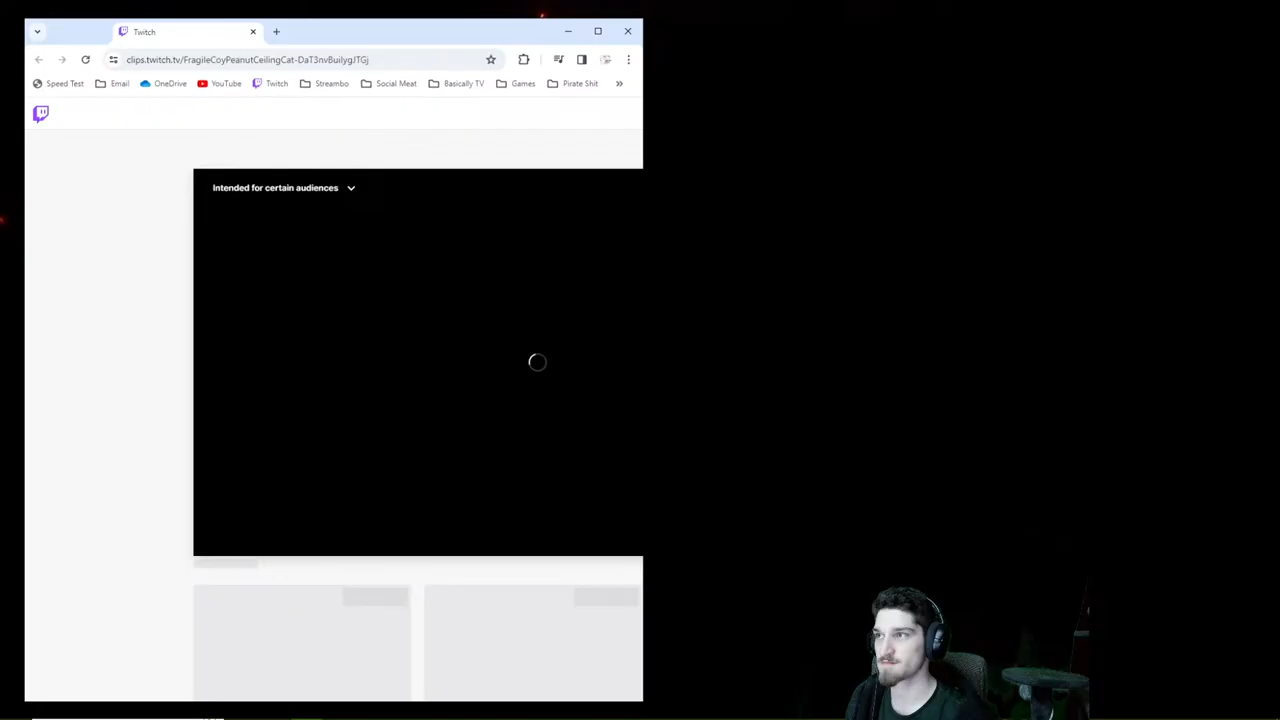 Twitch
clips.twitch.tv/FragileCoyPeanutCeilingCat-DaT3nvBuilygJTGj
Speed Test Email OneDrive YouTube Twitch Streambo Social Meat Basically TV Games Pirate Shit »
Intended for certain audiences